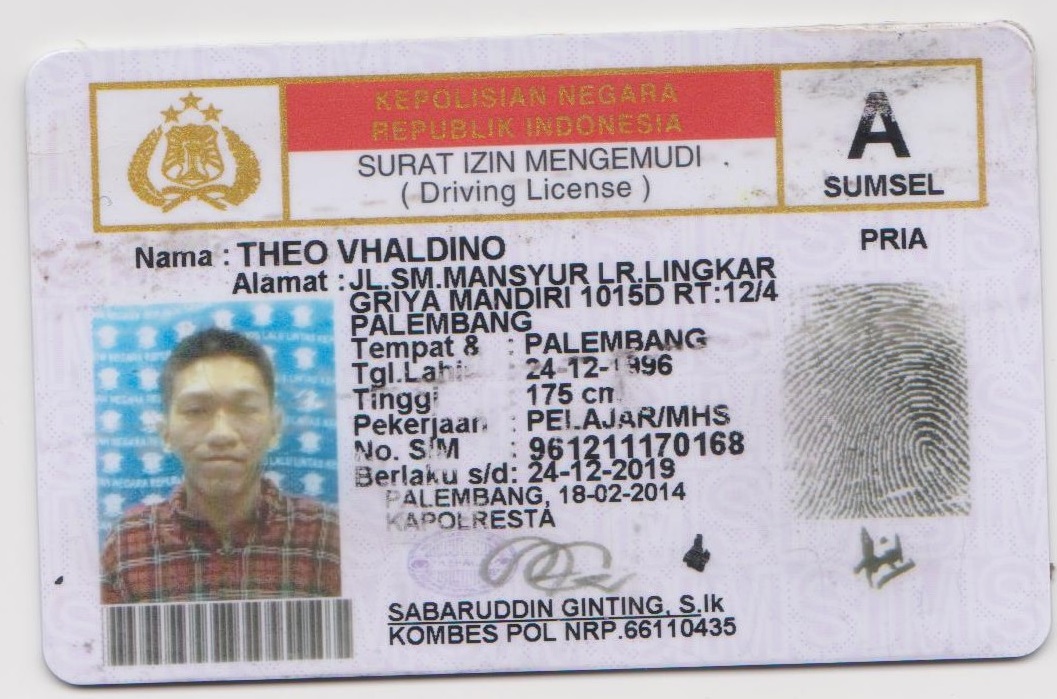 KEPOLISIAN NEGARA
REPUBLIK INDONESIA
SURAT IZIN MENGEMUDI
( Driving License )
A
SUMSEL
PRIA
Nama : THEO VHALDINO
Alamat : JL.SM.MANSYUR LR.LINGKAR
GRIYA MANDIRI 1015D RT:12/4
PALEMBANG
Tempat & : PALEMBANG
Tgl.Lahir : 24-12-1996
Tinggi : 175 cm
Pekerjaan : PELAJAR/MHS
No. SIM : 961211170168
Berlaku s/d: 24-12-2019
PALEMBANG, 18-02-2014
KAPOLRESTA
SABARUDDIN GINTING, S.Ik
KOMBES POL NRP.66110435